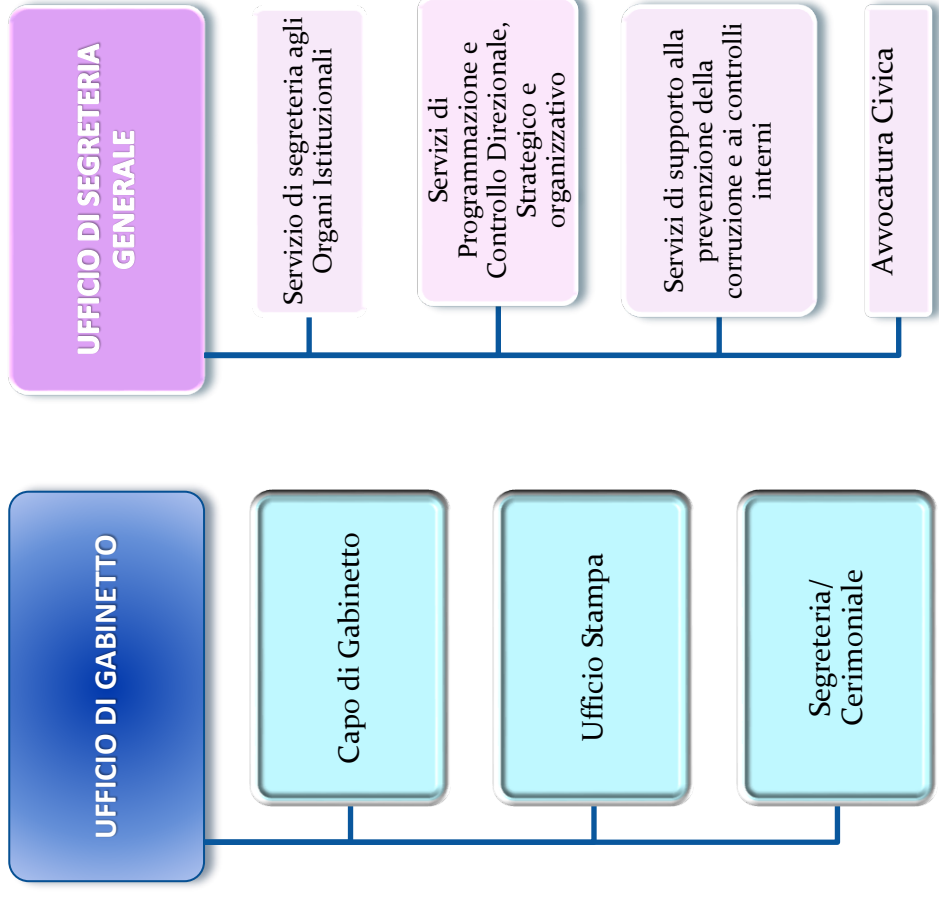 UFFICIO DI GABINETTO
Capo di Gabinetto
Ufficio Stampa
Segreteria/
Cerimoniale
UFFICIO DI SEGRETERIA
GENERALE
Servizio di segreteria agli
Organi Istituzionali
Servizi di
Programmazione e
Controllo Direzionale,
Strategico e
organizzativo
Servizi di supporto alla
prevenzione della
corruzione e ai controlli
interni
Avvocatura Civica